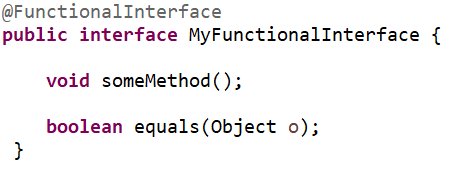 @FunctionalInterface
public interface MyFunctionalInterface {
void someMethod();
boolean equals(Object o);
}